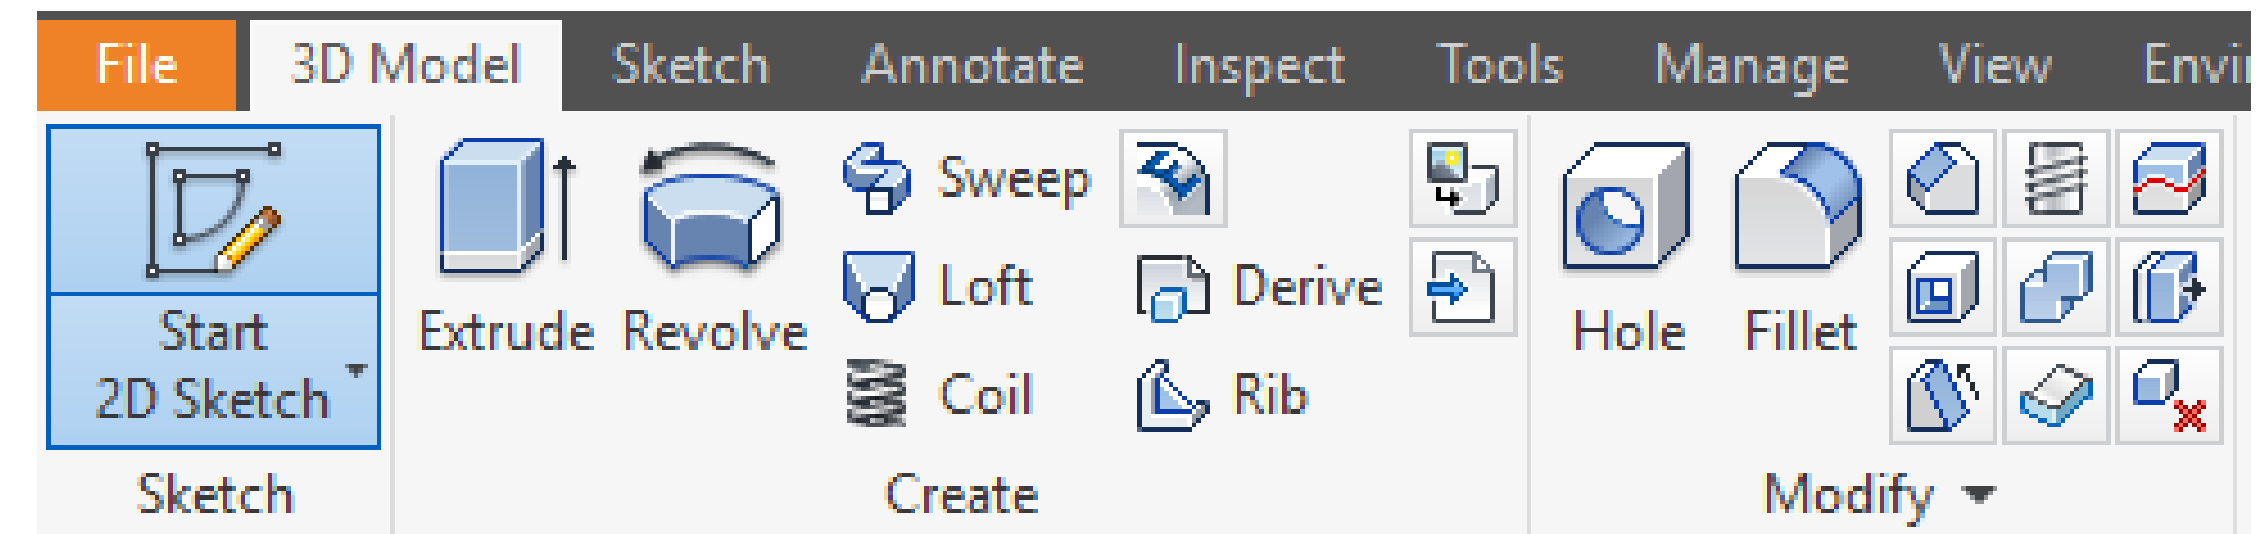 File 3D Model Sketch Annotate Inspect Tools Manage View Envi
Start
2D Sketch
Sketch
Extrude Revolve
Sweep
Loft
Coil
Derive
Rib
Create
Hole Fillet
Modify